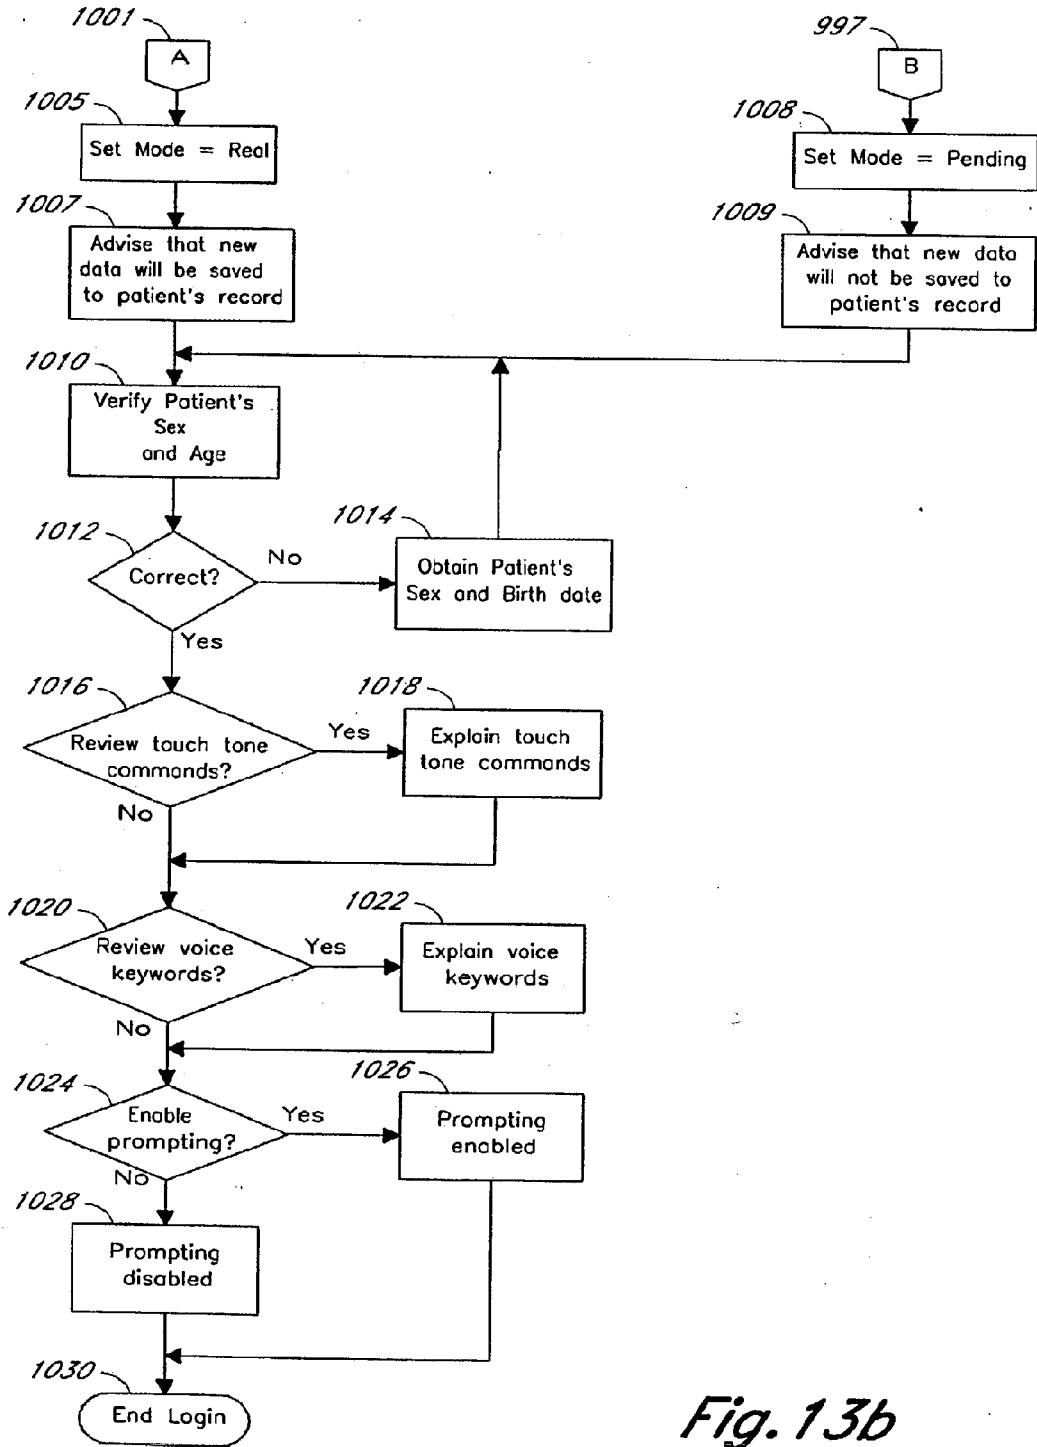 1001
A
997
B
1005
Set Mode = Real
1008
Set Mode = Pending
1007
Advise that new
data will be saved
to patient's record
1009
Advise that new data
will not be saved to
patient's record
1010
Verify Patient's
Sex
and Age
1012
Correct?
No
Yes
1014
Obtain Patient's
Sex and Birth date
1016
Review touch tone
commands?
Yes
No
1018
Explain touch
tone commands
1020
Review voice
keywords?
Yes
No
1022
Explain voice
keywords
1024
Enable
prompting?
Yes
No
1026
Prompting
enabled
1028
Prompting
disabled
1030
End Login
Fig. 13b